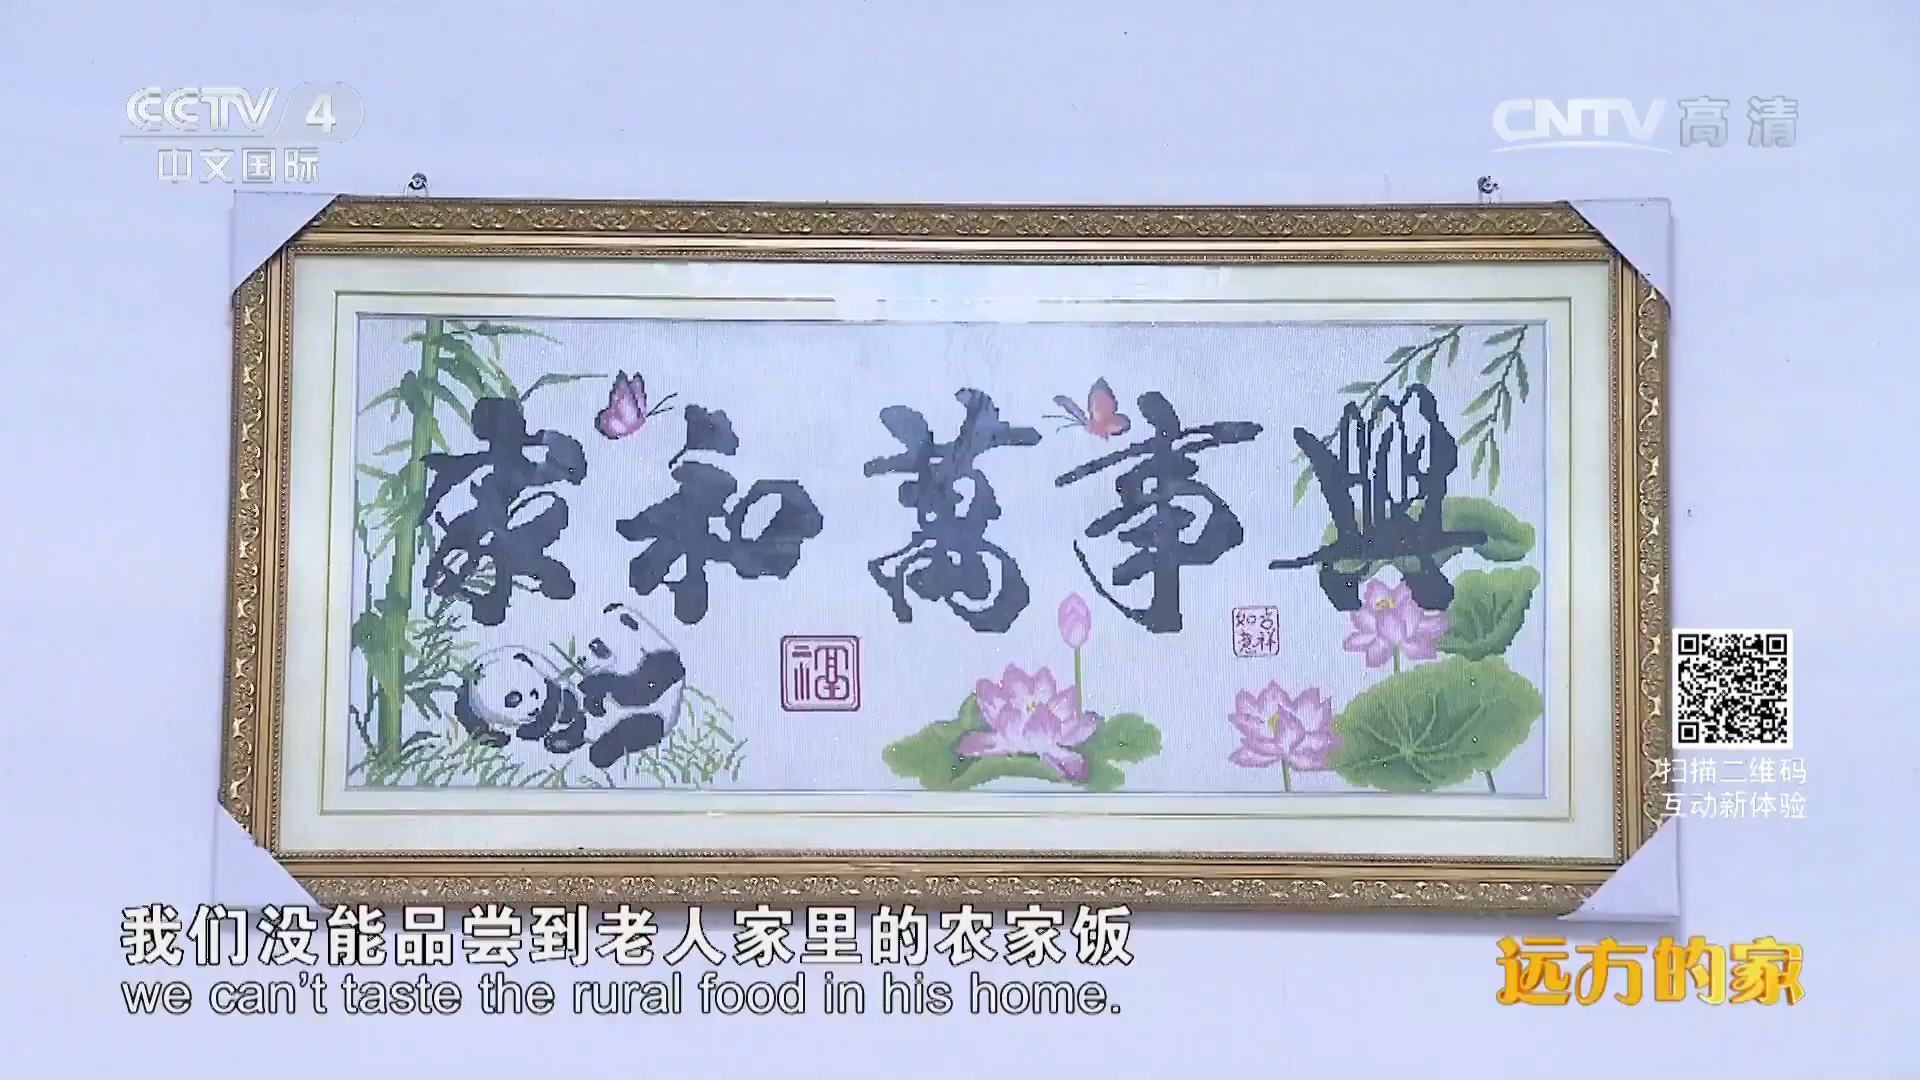 CCTV 4
中文国际
CNTV 高清
家和萬事興
福
吉祥
如意
扫描二维码
互动新体验
我们没能品尝到老人家里的农家饭
we can't taste the rural food in his home.
远方的家